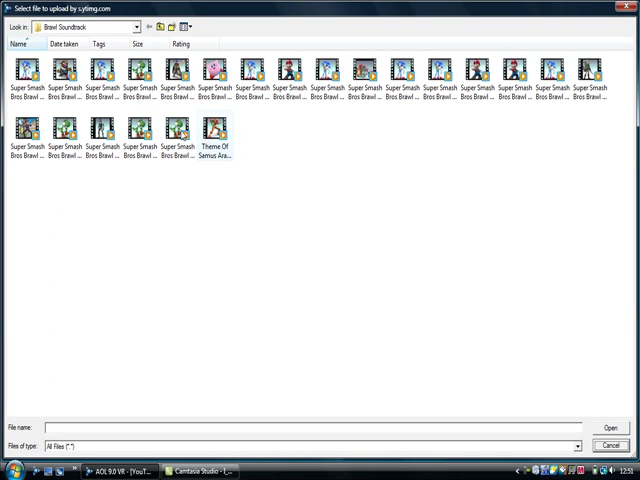 Select file to upload by s.ytimg.com
Look in: Brawl Soundtrack
Name Date taken Tags Size Rating
Super Smash Super Smash Super Smash Super Smash Super Smash Super Smash Super Smash Super Smash Super Smash Super Smash Super Smash Super Smash Super Smash Super Smash Super Smash Super Smash
Bros Brawl ... Bros Brawl ... Bros Brawl ... Bros Brawl ... Bros Brawl ... Bros Brawl ... Bros Brawl ... Bros Brawl ... Bros Brawl ... Bros Brawl ... Bros Brawl ... Bros Brawl ... Bros Brawl ... Bros Brawl ... Bros Brawl ... Bros Brawl ...
Super Smash Super Smash Super Smash Super Smash Super Smash Theme Of
Bros Brawl ... Bros Brawl ... Bros Brawl ... Bros Brawl ... Bros Brawl ... Samus Ara...
File name: Open
Files of type: All Files (*.*) Cancel
AOL 9.0 VR - [YouT... Camtasia Studio - I_... 12:51